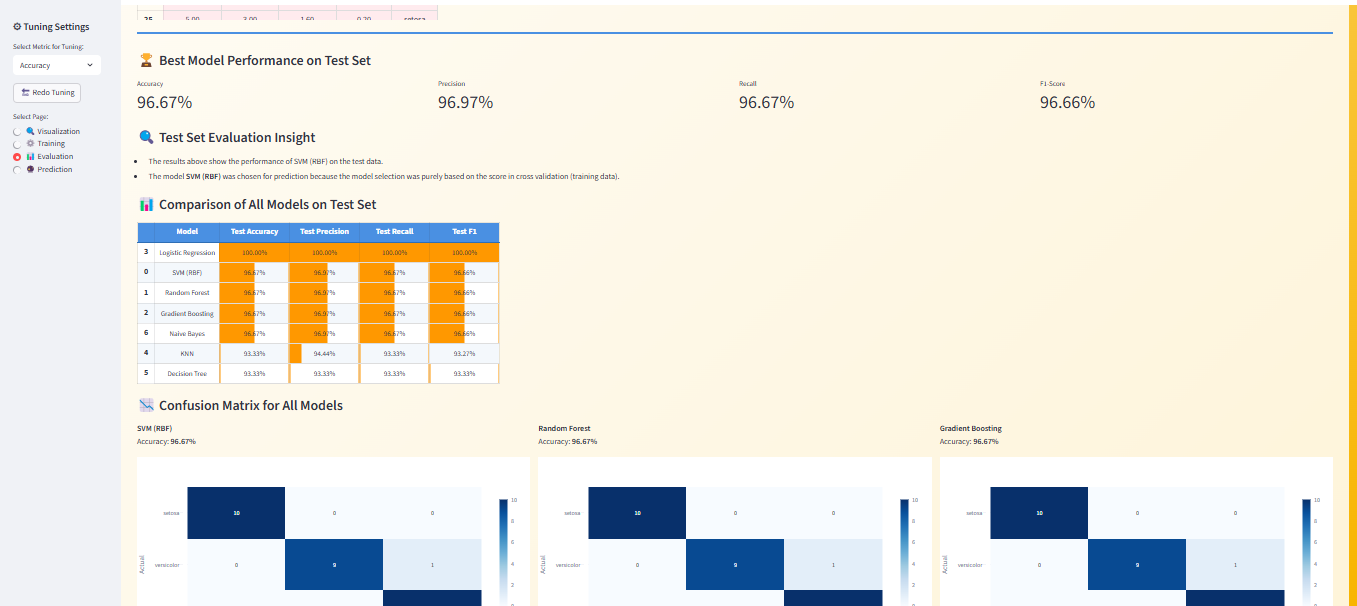 Tuning Settings
Select Metric for Tuning:
Accuracy
Redo Tuning
Select Page:
Visualization
Training
Evaluation
Prediction
25 5.00 3.00 1.60 0.20 setosa
Best Model Performance on Test Set
Accuracy Precision Recall F1-Score
96.67% 96.97% 96.67% 96.66%
Test Set Evaluation Insight
The results above show the performance of SVM (RBF) on the test data.
The model SVM (RBF) was chosen for prediction because the model selection was purely based on the score in cross validation (training data).
Comparison of All Models on Test Set
Model Test Accuracy Test Precision Test Recall Test F1
3 Logistic Regression 100.00% 100.00% 100.00% 100.00%
0 SVM (RBF) 96.67% 96.97% 96.67% 96.66%
1 Random Forest 96.67% 96.97% 96.67% 96.66%
2 Gradient Boosting 96.67% 96.97% 96.67% 96.66%
6 Naive Bayes 96.67% 96.97% 96.67% 96.66%
4 KNN 93.33% 94.44% 93.33% 93.27%
5 Decision Tree 93.33% 93.33% 93.33% 93.33%
Confusion Matrix for All Models
SVM (RBF) Random Forest Gradient Boosting
Accuracy: 96.67% Accuracy: 96.67% Accuracy: 96.67%
10 10 10
setosa 10 0 0 setosa 10 0 0 setosa 10 0 0
8 8 8
6 6 6
Actual versicolor 0 9 1 Actual versicolor 0 9 1 Actual versicolor 0 9 1
4 4 4
2 2 2